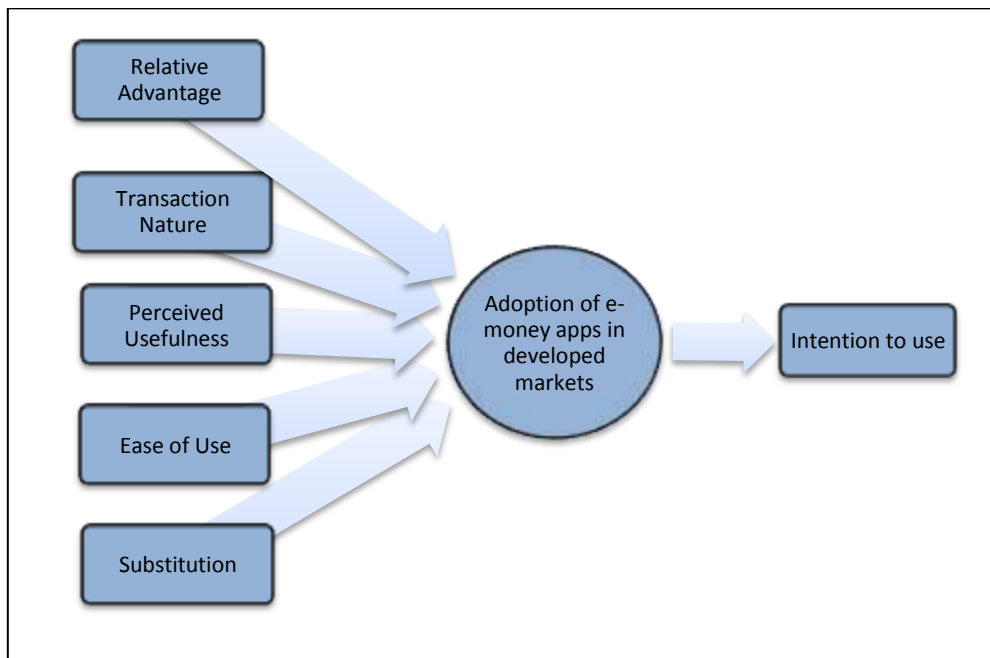 Relative
Advantage
Transaction
Nature
Perceived
Usefulness
Ease of Use
Substitution
Adoption of e-
money apps in
developed
markets
Intention to use